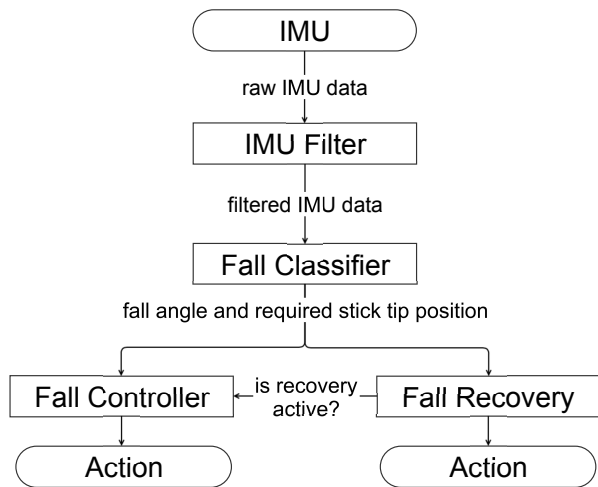 IMU
raw IMU data
IMU Filter
filtered IMU data
Fall Classifier
fall angle and required stick tip position
Fall Controller
is recovery
active?
Fall Recovery
Action
Action